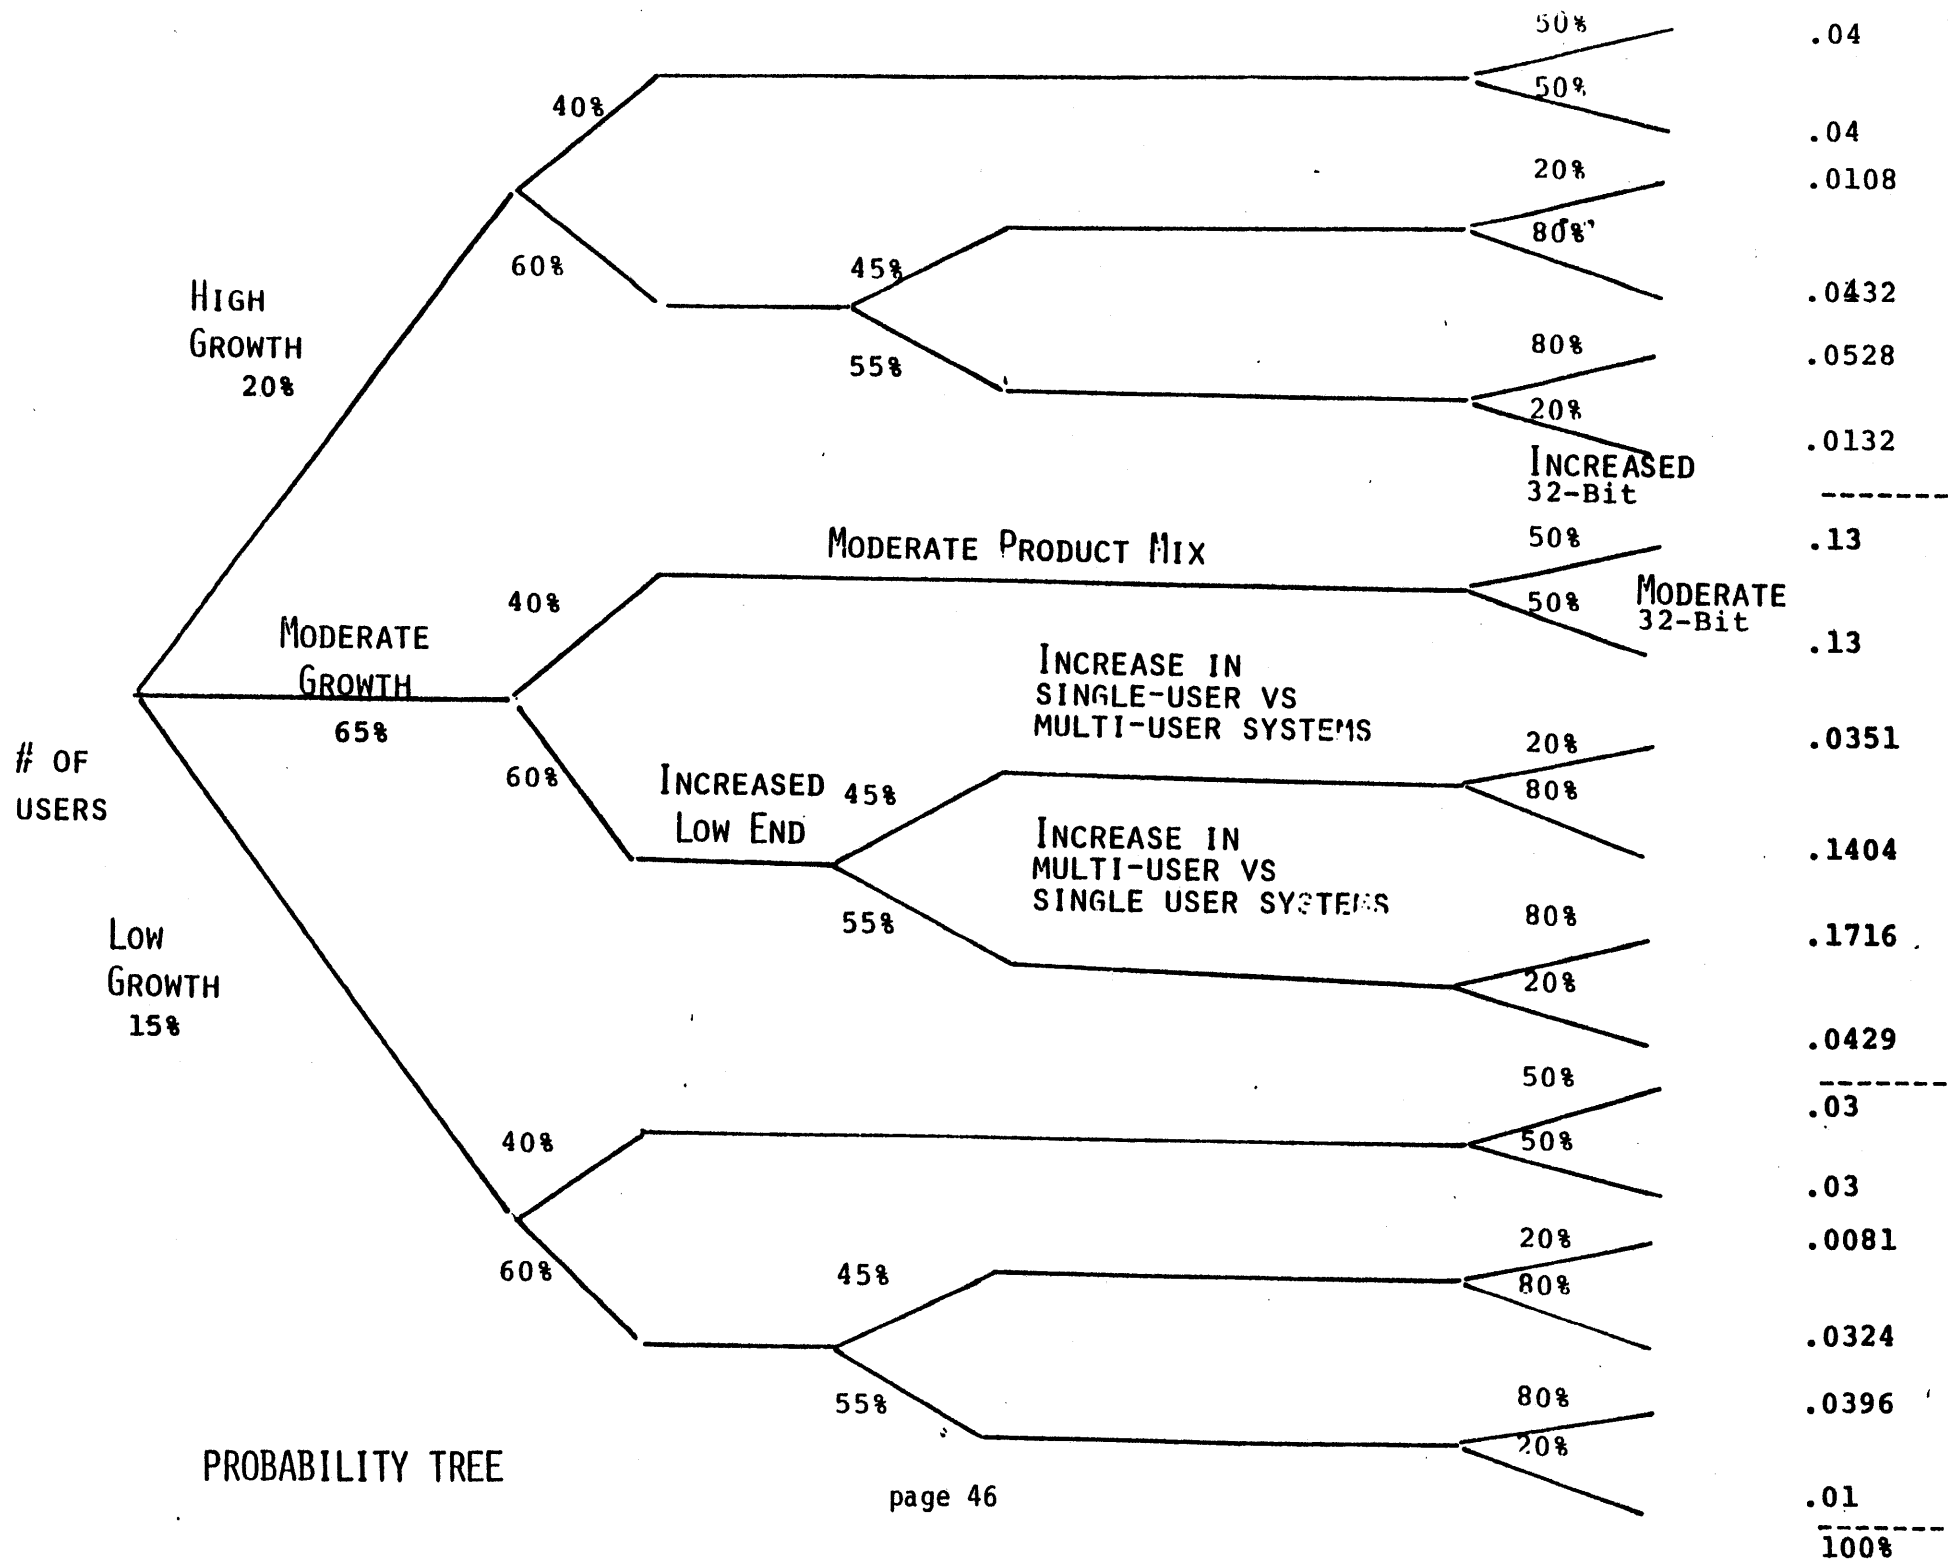 50%
.04
40%
50%
.04
20%
.0108
60%
45%
80%
.0432
HIGH
GROWTH
20%
55%
80%
.0528
20%
.0132
INCREASED
32-Bit
MODERATE PRODUCT MIX
50%
.13
40%
50%
MODERATE
32-Bit
.13
MODERATE
GROWTH
65%
INCREASE IN
SINGLE-USER VS
MULTI-USER SYSTEMS
20%
.0351
# OF
USERS
60%
INCREASED
LOW END
45%
80%
.1404
INCREASE IN
MULTI-USER VS
SINGLE USER SYSTEMS
55%
80%
.1716
20%
.0429
LOW
GROWTH
15%
50%
.03
40%
50%
.03
20%
.0081
60%
45%
80%
.0324
55%
80%
.0396
20%
.01
100%
PROBABILITY TREE
page 46